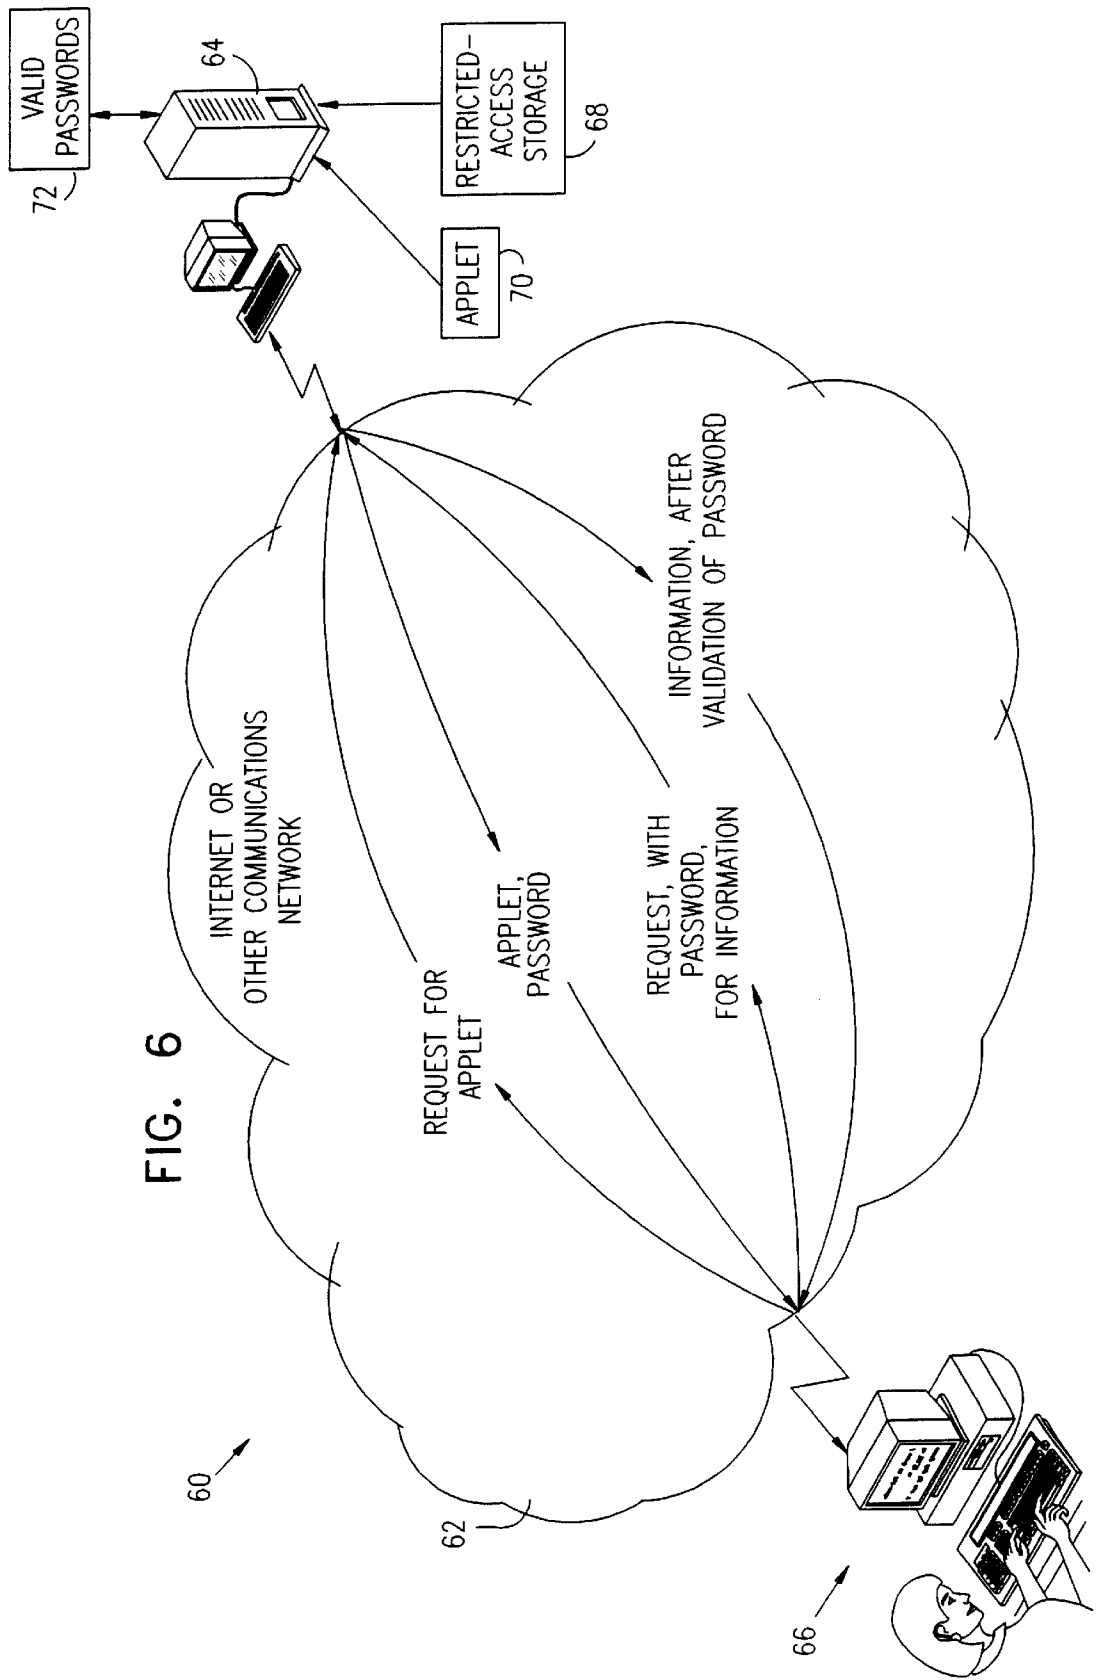 FIG. 6
60
62
66
INTERNET OR
OTHER COMMUNICATIONS
NETWORK
REQUEST FOR
APPLET
APPLET,
PASSWORD
REQUEST, WITH
PASSWORD,
FOR INFORMATION
INFORMATION, AFTER
VALIDATION OF PASSWORD
72
VALID
PASSWORDS
64
APPLET
70
RESTRICTED-
ACCESS
STORAGE
68